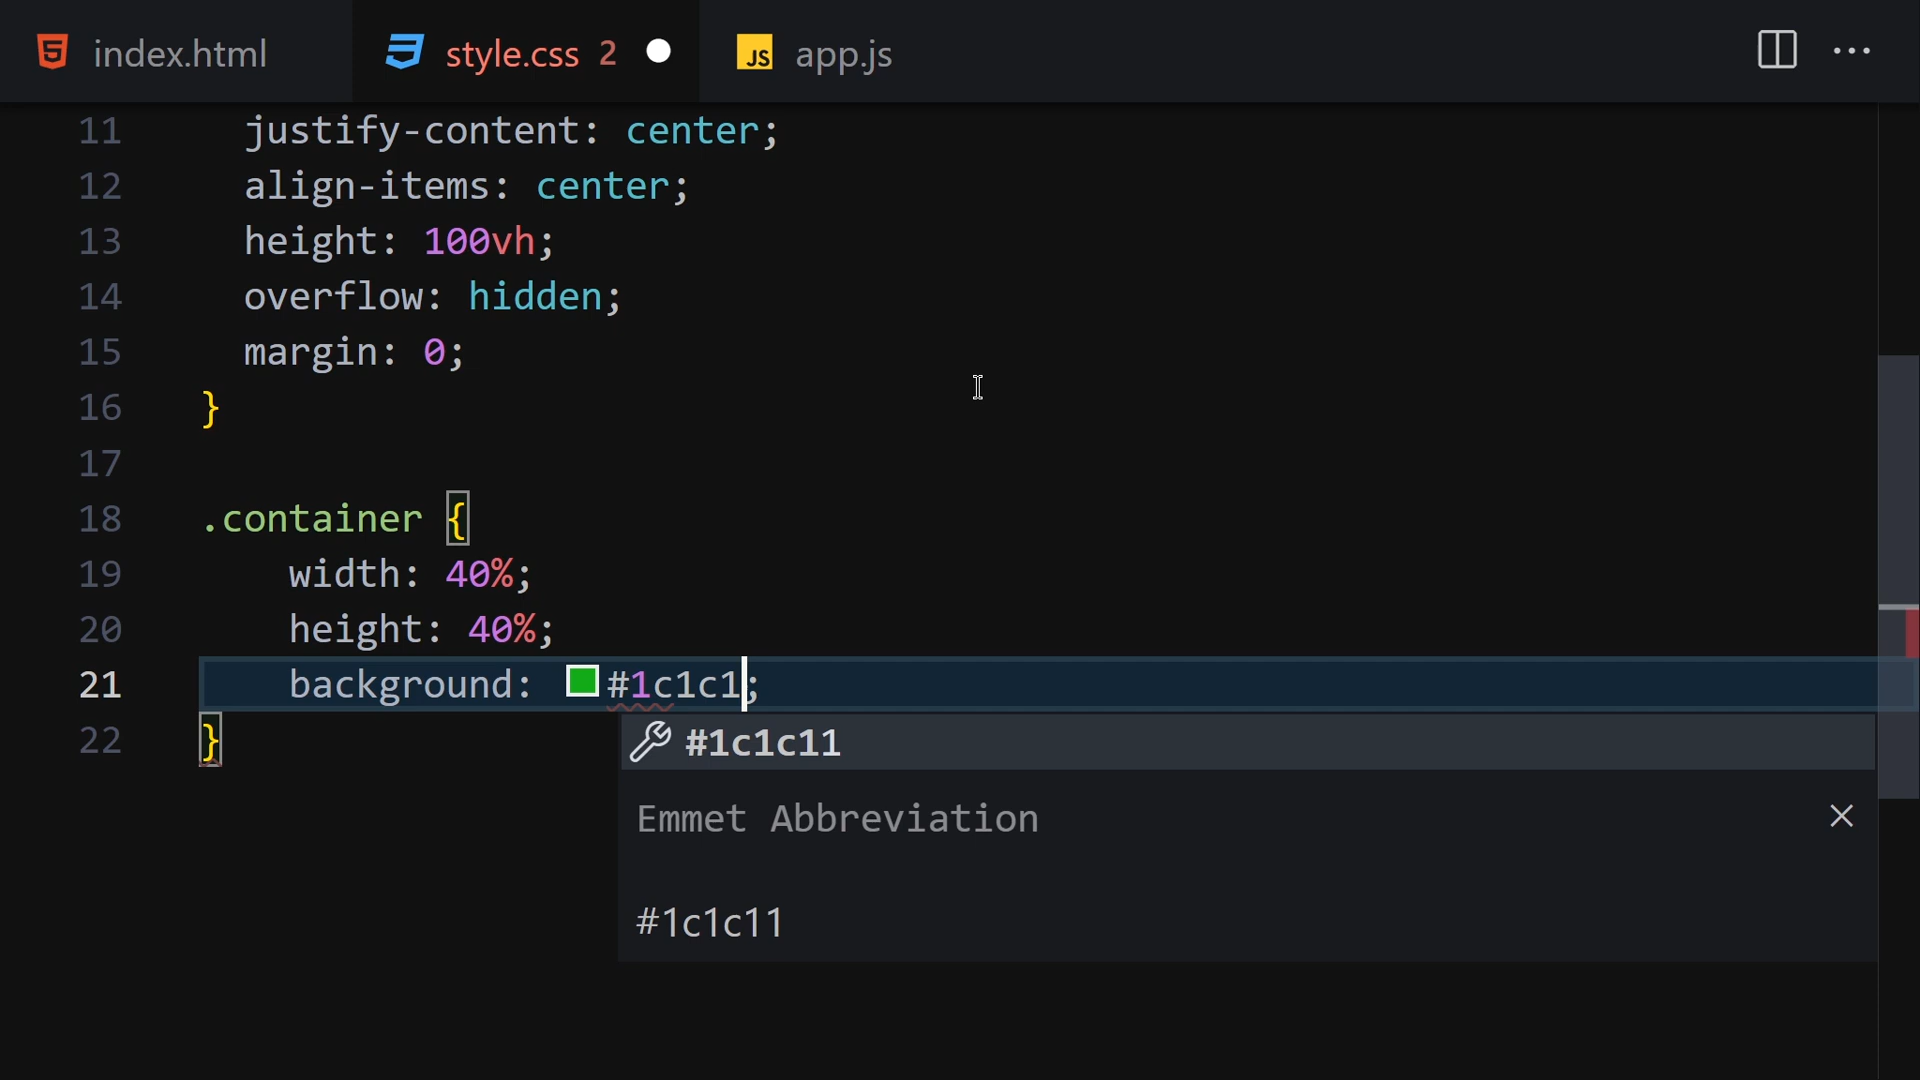 index.html style.css 2 JS app.js
11 justify-content: center;
12 align-items: center;
13 height: 100vh;
14 overflow: hidden;
15 margin: 0;
16 }
17
18 .container {
19 width: 40%;
20 height: 40%;
21 background: #1c1c1;
22 }
#1c1c11
Emmet Abbreviation
#1c1c11